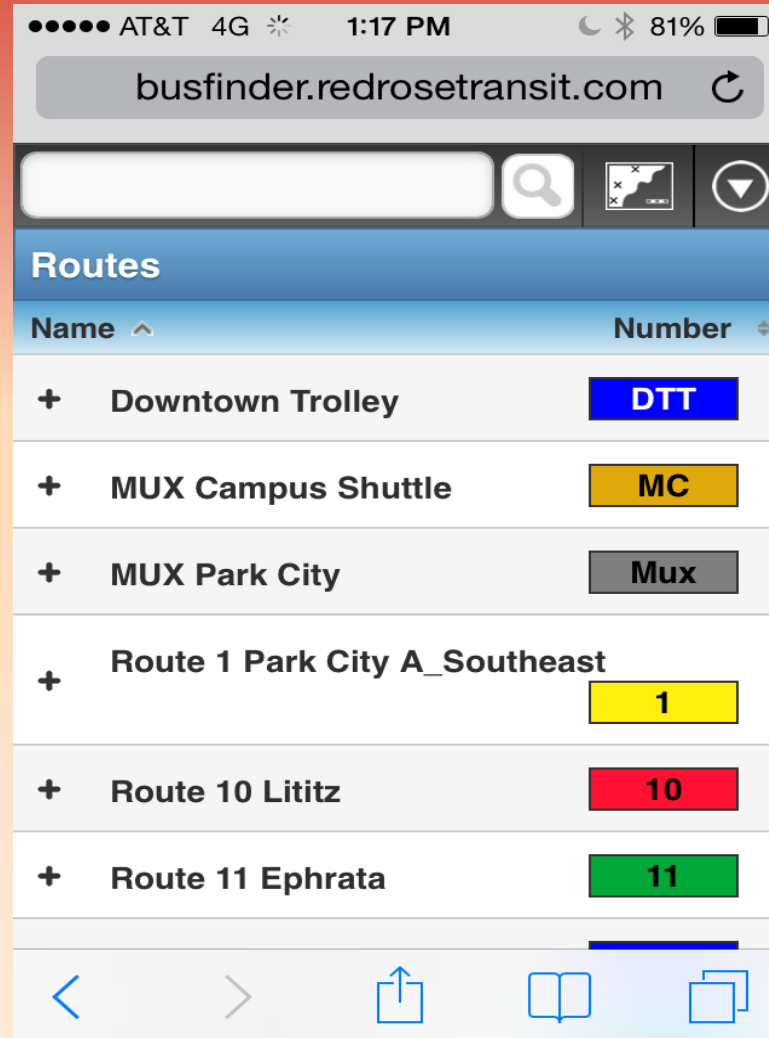 AT&T 4G 1:17 PM 81%
busfinder.redrosetransit.com
Routes
Name Number
Downtown Trolley DTT
MUX Campus Shuttle MC
MUX Park City Mux
Route 1 Park City A_Southeast
1
Route 10 Lititz 10
Route 11 Ephrata 11